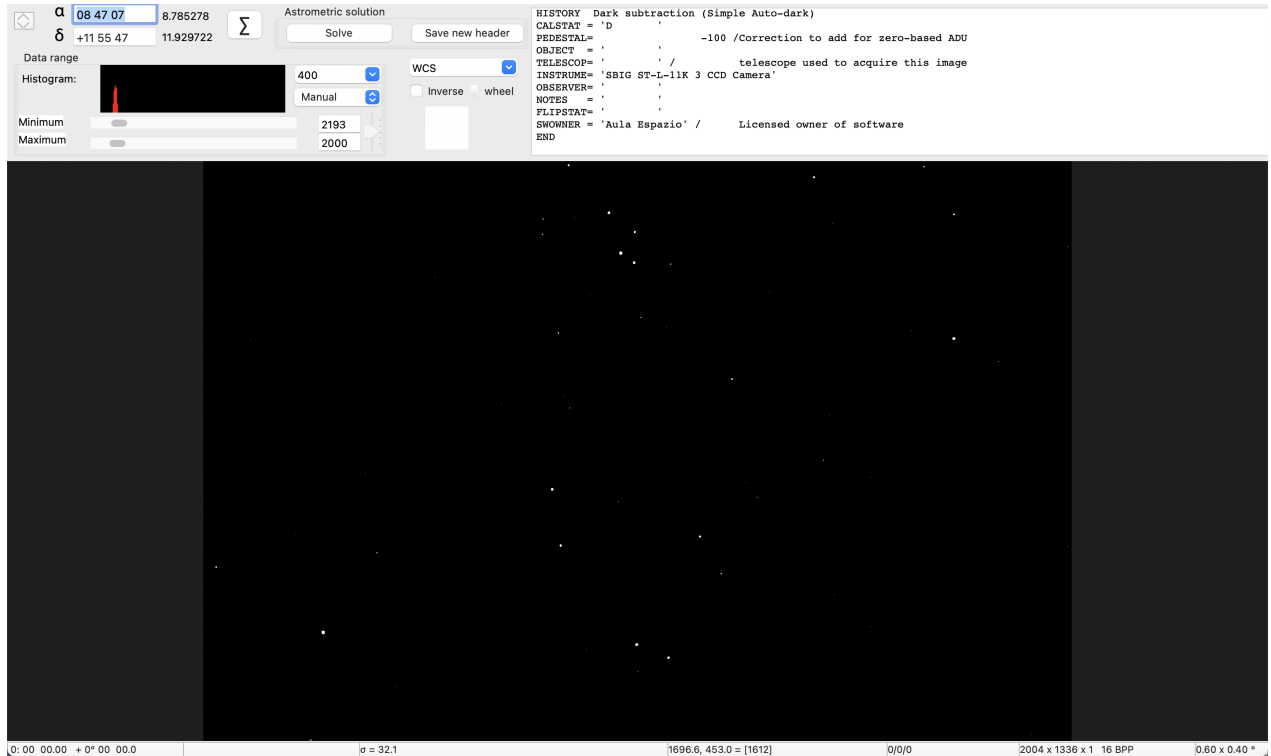 α 08 47 07 8.785278
δ +11 55 47 11.929722
Σ
Astrometric solution
Solve
Save new header
Data range
Histogram:
400
Manual
Minimum
2193
Maximum
2000
WCS
Inverse wheel
HISTORY  Dark subtraction (Simple Auto-dark)
CALSTAT = 'D       '
PEDESTAL=                 -100 /Correction to add for zero-based ADU
OBJECT  = '        '
TELESCOP= '        ' /          telescope used to acquire this image
INSTRUME= 'SBIG ST-L-11K 3 CCD Camera'
OBSERVER= '        '
NOTES   = '        '
FLIPSTAT= '        '
SWOWNER = 'Aula Espazio' /      Licensed owner of software
END
0: 00 00.00 + 0° 00 00.0
σ = 32.1
1696.6, 453.0 = [1612]
0/0/0
2004 x 1336 x 1 16 BPP
0.60 x 0.40 °